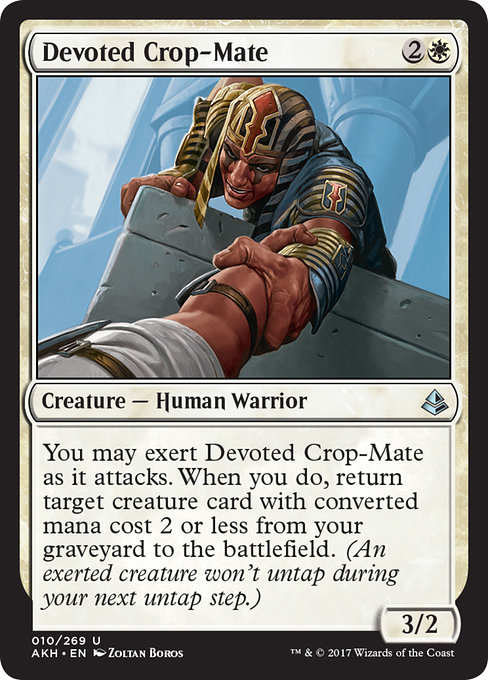 Devoted Crop-Mate 2
Creature — Human Warrior
You may exert Devoted Crop-Mate
as it attacks. When you do, return
target creature card with converted
mana cost 2 or less from your
graveyard to the battlefield. (An
exerted creature won't untap during
your next untap step.)
3/2
010/269 U
AKH • EN Zoltan Boros
™ & © 2017 Wizards of the Coast